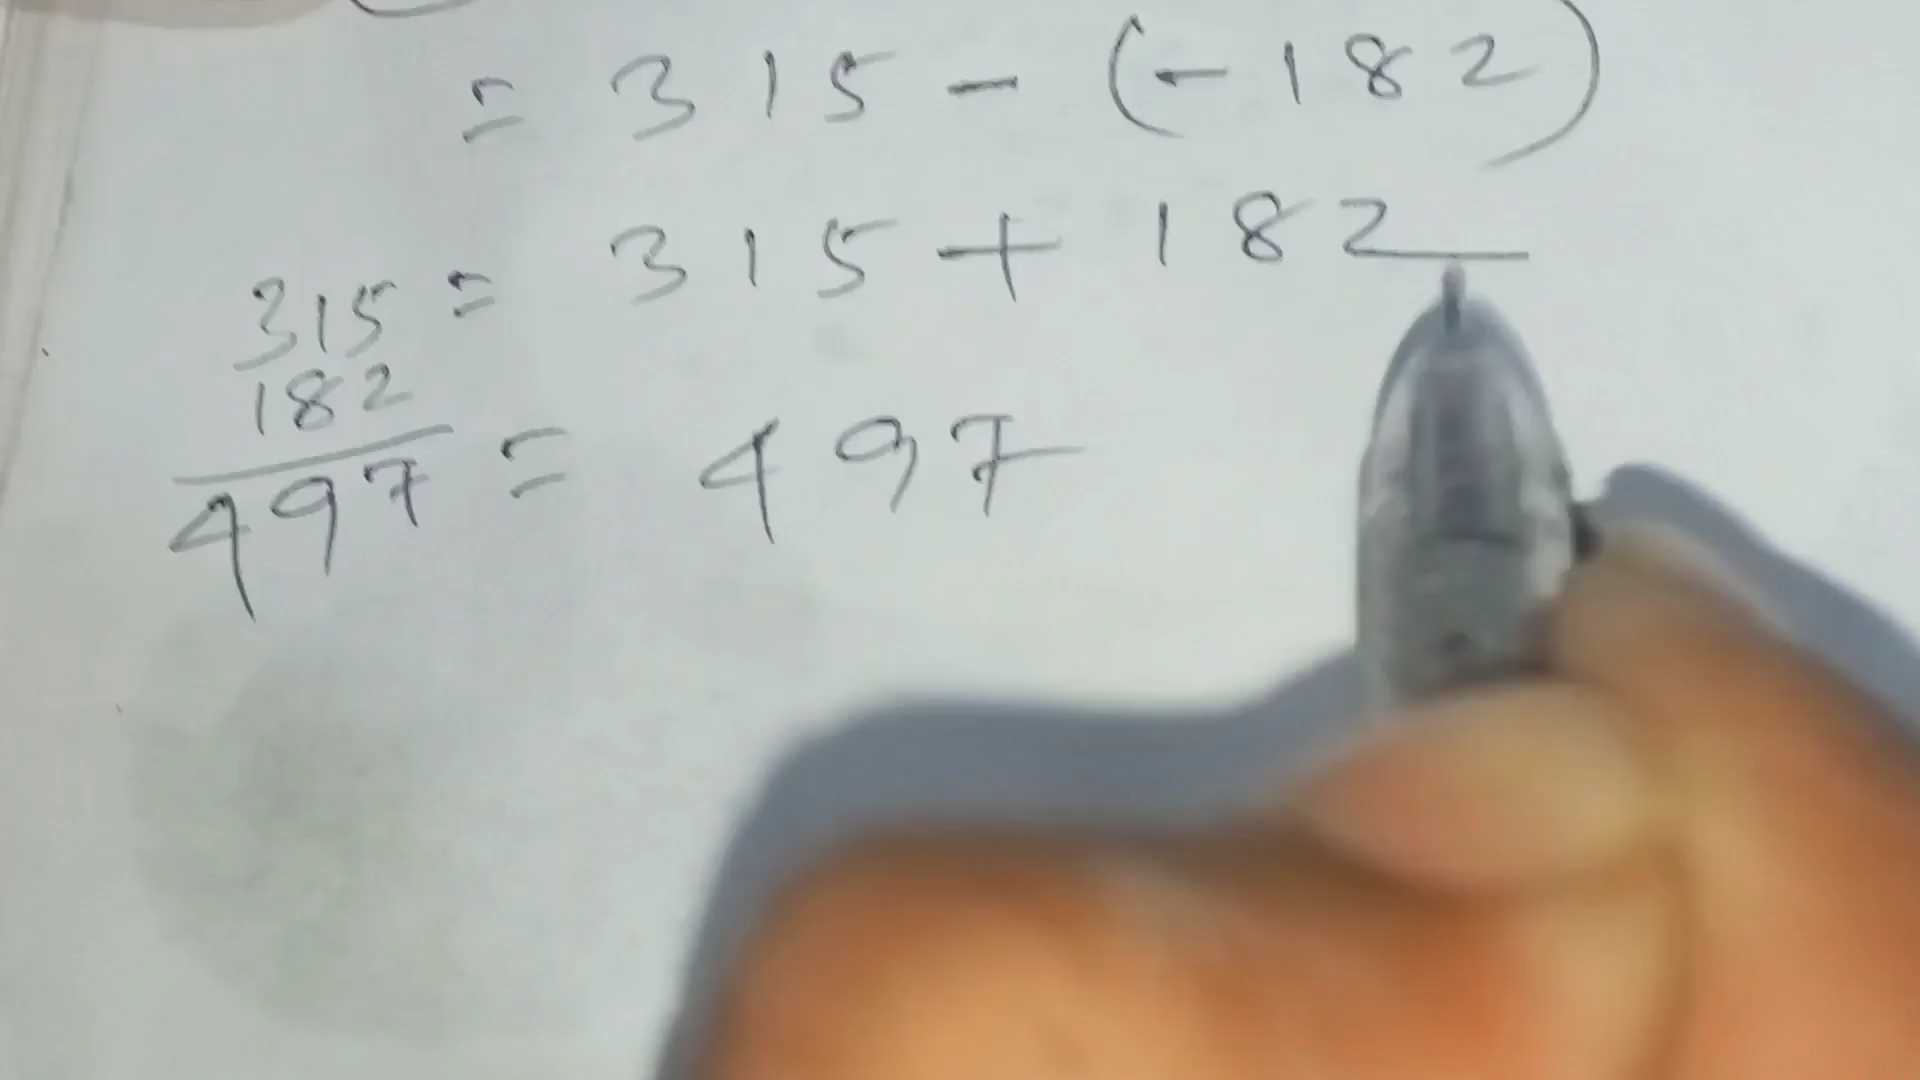 = 315 - (-182)
= 315 + 182
315
182
497
= 497